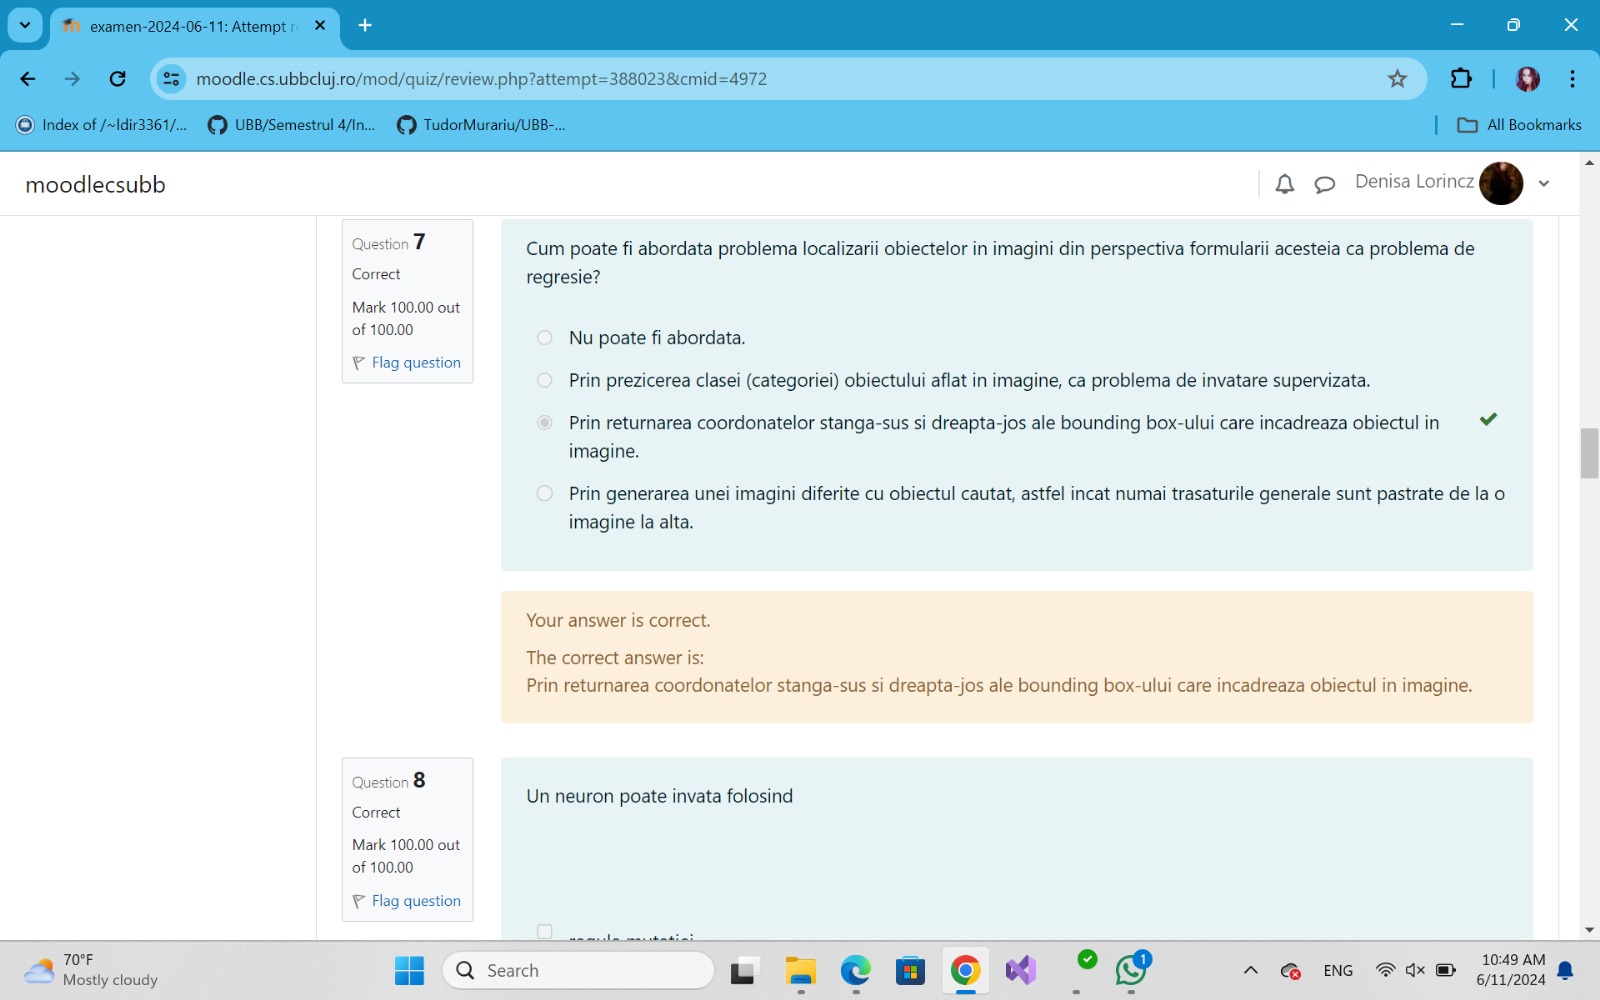 examen-2024-06-11: Attempt
moodle.cs.ubbcluj.ro/mod/quiz/review.php?attempt=388023&cmid=4972
Index of /~ldir3361/...
UBB/Semestrul 4/In...
TudorMurariu/UBB-...
All Bookmarks
moodlecsubb
Denisa Lorincz
Question 7
Correct
Mark 100.00 out
of 100.00
Flag question
Cum poate fi abordata problema localizarii obiectelor in imagini din perspectiva formularii acesteia ca problema de
regresie?
Nu poate fi abordata.
Prin prezicerea clasei (categoriei) obiectului aflat in imagine, ca problema de invatare supervizata.
Prin returnarea coordonatelor stanga-sus si dreapta-jos ale bounding box-ului care incadreaza obiectul in
imagine.
Prin generarea unei imagini diferite cu obiectul cautat, astfel incat numai trasaturile generale sunt pastrate de la o
imagine la alta.
Your answer is correct.
The correct answer is:
Prin returnarea coordonatelor stanga-sus si dreapta-jos ale bounding box-ului care incadreaza obiectul in imagine.
Question 8
Correct
Mark 100.00 out
of 100.00
Flag question
Un neuron poate invata folosind
regula mutatiei
70°F
Mostly cloudy
Search
1
ENG
10:49 AM
6/11/2024